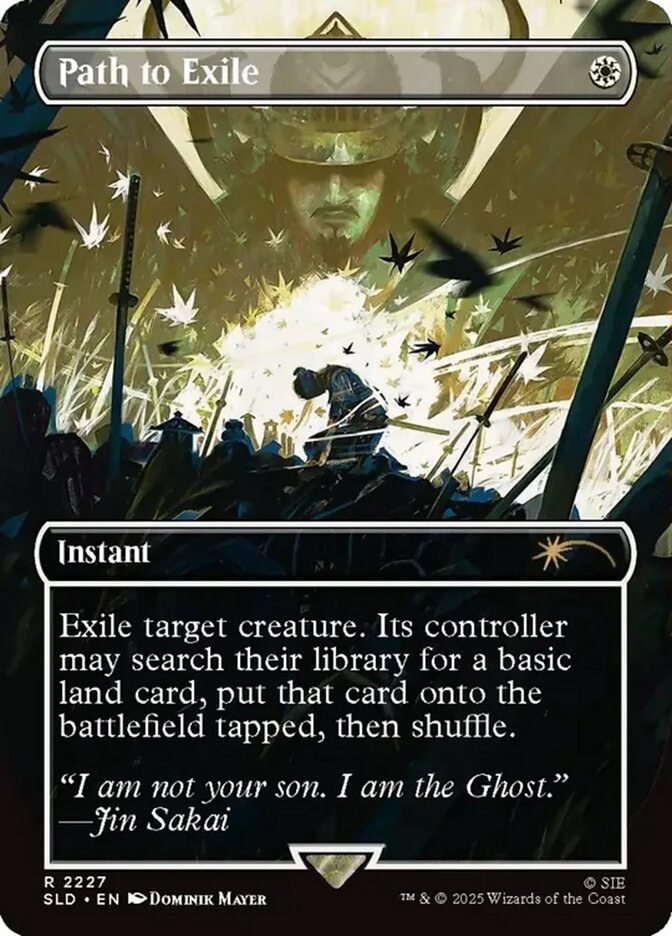 Path to Exile
Instant
Exile target creature. Its controller
may search their library for a basic
land card, put that card onto the
battlefield tapped, then shuffle.
“I am not your son. I am the Ghost.”
—Jin Sakai
R 2227
SLD • EN Dominik Mayer
© SIE
™ & © 2025 Wizards of the Coast